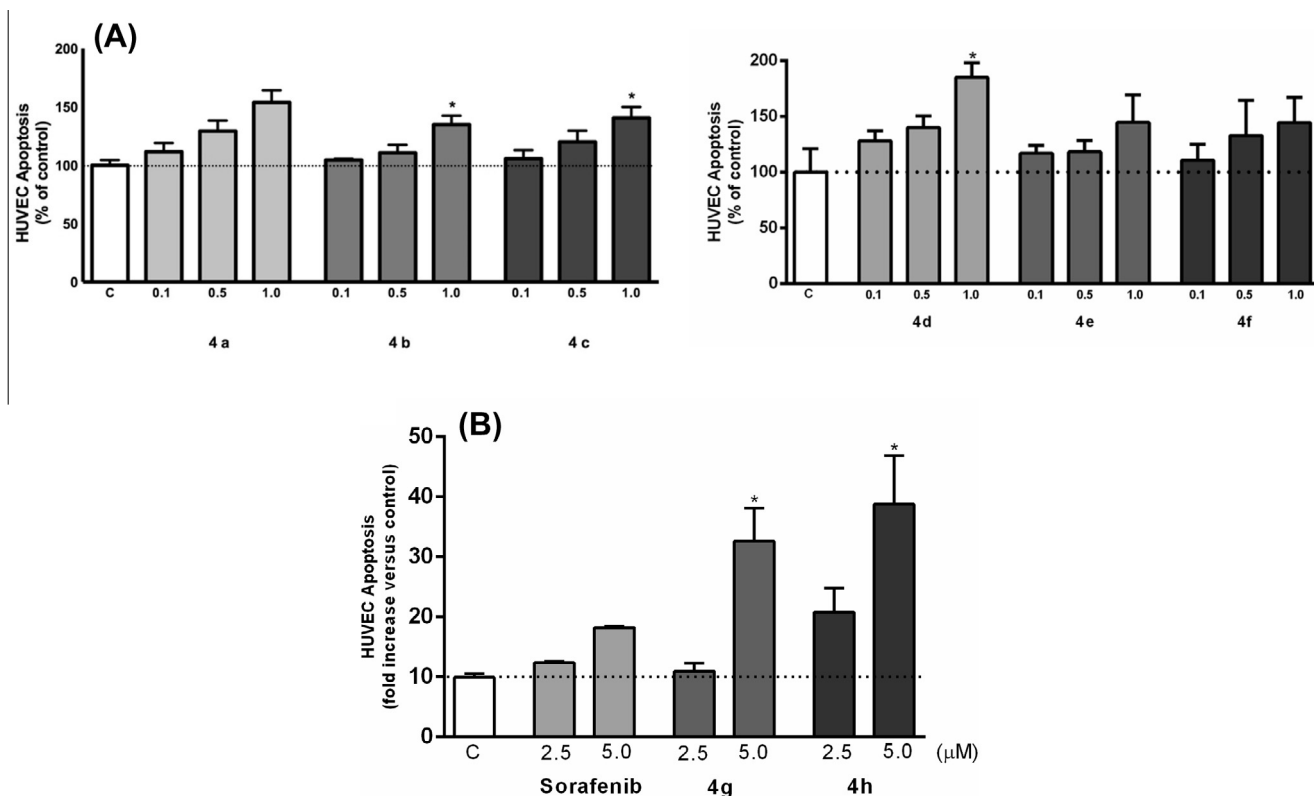 (A)
HUVEC Apoptosis
(% of control)
200
150
100
50
0
* *
C 0.1 0.5 1.0 0.1 0.5 1.0 0.1 0.5 1.0
4a 4b 4c
HUVEC Apoptosis
(% of control)
200
150
100
50
0
*
C 0.1 0.5 1.0 0.1 0.5 1.0 0.1 0.5 1.0
4d 4e 4f
(B)
HUVEC Apoptosis
(fold increase versus control)
50
40
30
20
10
0
* *
C 2.5 5.0 2.5 5.0 2.5 5.0 (μM)
Sorafenib 4g 4h